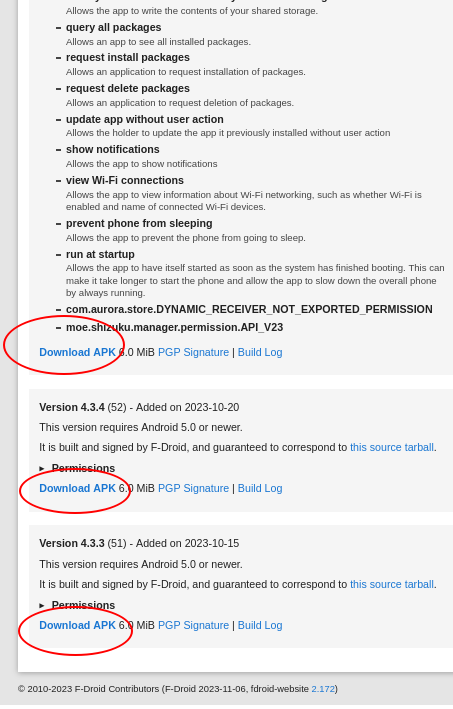 Allows the app to write the contents of your shared storage.
– query all packages
Allows an app to see all installed packages.
– request install packages
Allows an application to request installation of packages.
– request delete packages
Allows an application to request deletion of packages.
– update app without user action
Allows the holder to update the app it previously installed without user action
– show notifications
Allows the app to show notifications
– view Wi-Fi connections
Allows the app to view information about Wi-Fi networking, such as whether Wi-Fi is
enabled and name of connected Wi-Fi devices.
– prevent phone from sleeping
Allows the app to prevent the phone from going to sleep.
– run at startup
Allows the app to have itself started as soon as the system has finished booting. This can
make it take longer to start the phone and allow the app to slow down the overall phone
by always running.
– com.aurora.store.DYNAMIC_RECEIVER_NOT_EXPORTED_PERMISSION
– moe.shizuku.manager.permission.API_V23
Download APK 6.0 MiB PGP Signature | Build Log
Version 4.3.4 (52) - Added on 2023-10-20
This version requires Android 5.0 or newer.
It is built and signed by F-Droid, and guaranteed to correspond to this source tarball.
► Permissions
Download APK 6.0 MiB PGP Signature | Build Log
Version 4.3.3 (51) - Added on 2023-10-15
This version requires Android 5.0 or newer.
It is built and signed by F-Droid, and guaranteed to correspond to this source tarball.
► Permissions
Download APK 6.0 MiB PGP Signature | Build Log
© 2010-2023 F-Droid Contributors (F-Droid 2023-11-06, fdroid-website 2.172)